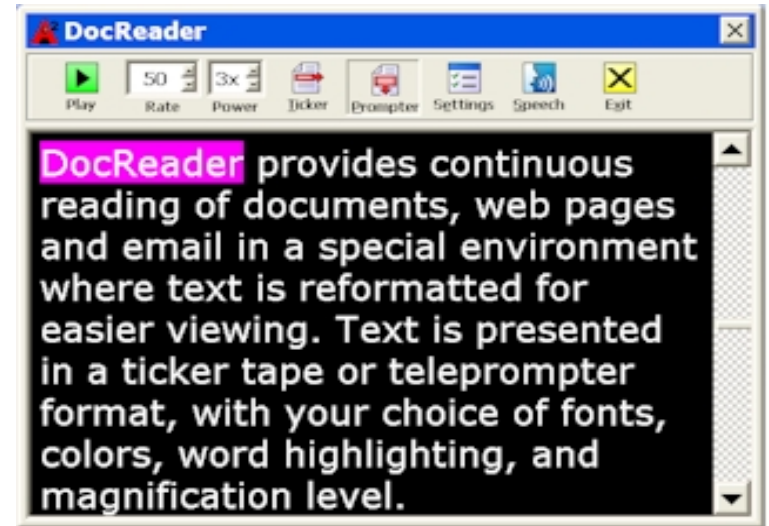 DocReader
50 3x
Play Rate Power Ticker Prompter Settings Speech Exit
DocReader provides continuous
reading of documents, web pages
and email in a special environment
where text is reformatted for
easier viewing. Text is presented
in a ticker tape or teleprompter
format, with your choice of fonts,
colors, word highlighting, and
magnification level.